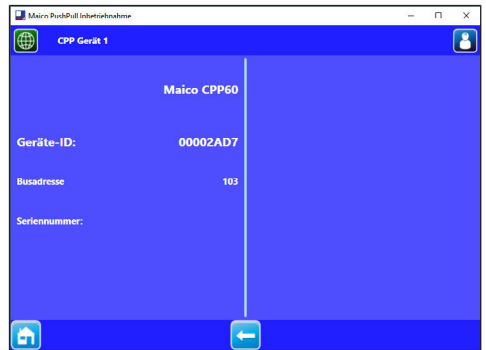 Maico PushPull Inbetriebnahme
CPP Gerät 1
Maico CPP60
Geräte-ID: 00002AD7
Busadresse 103
Seriennummer: